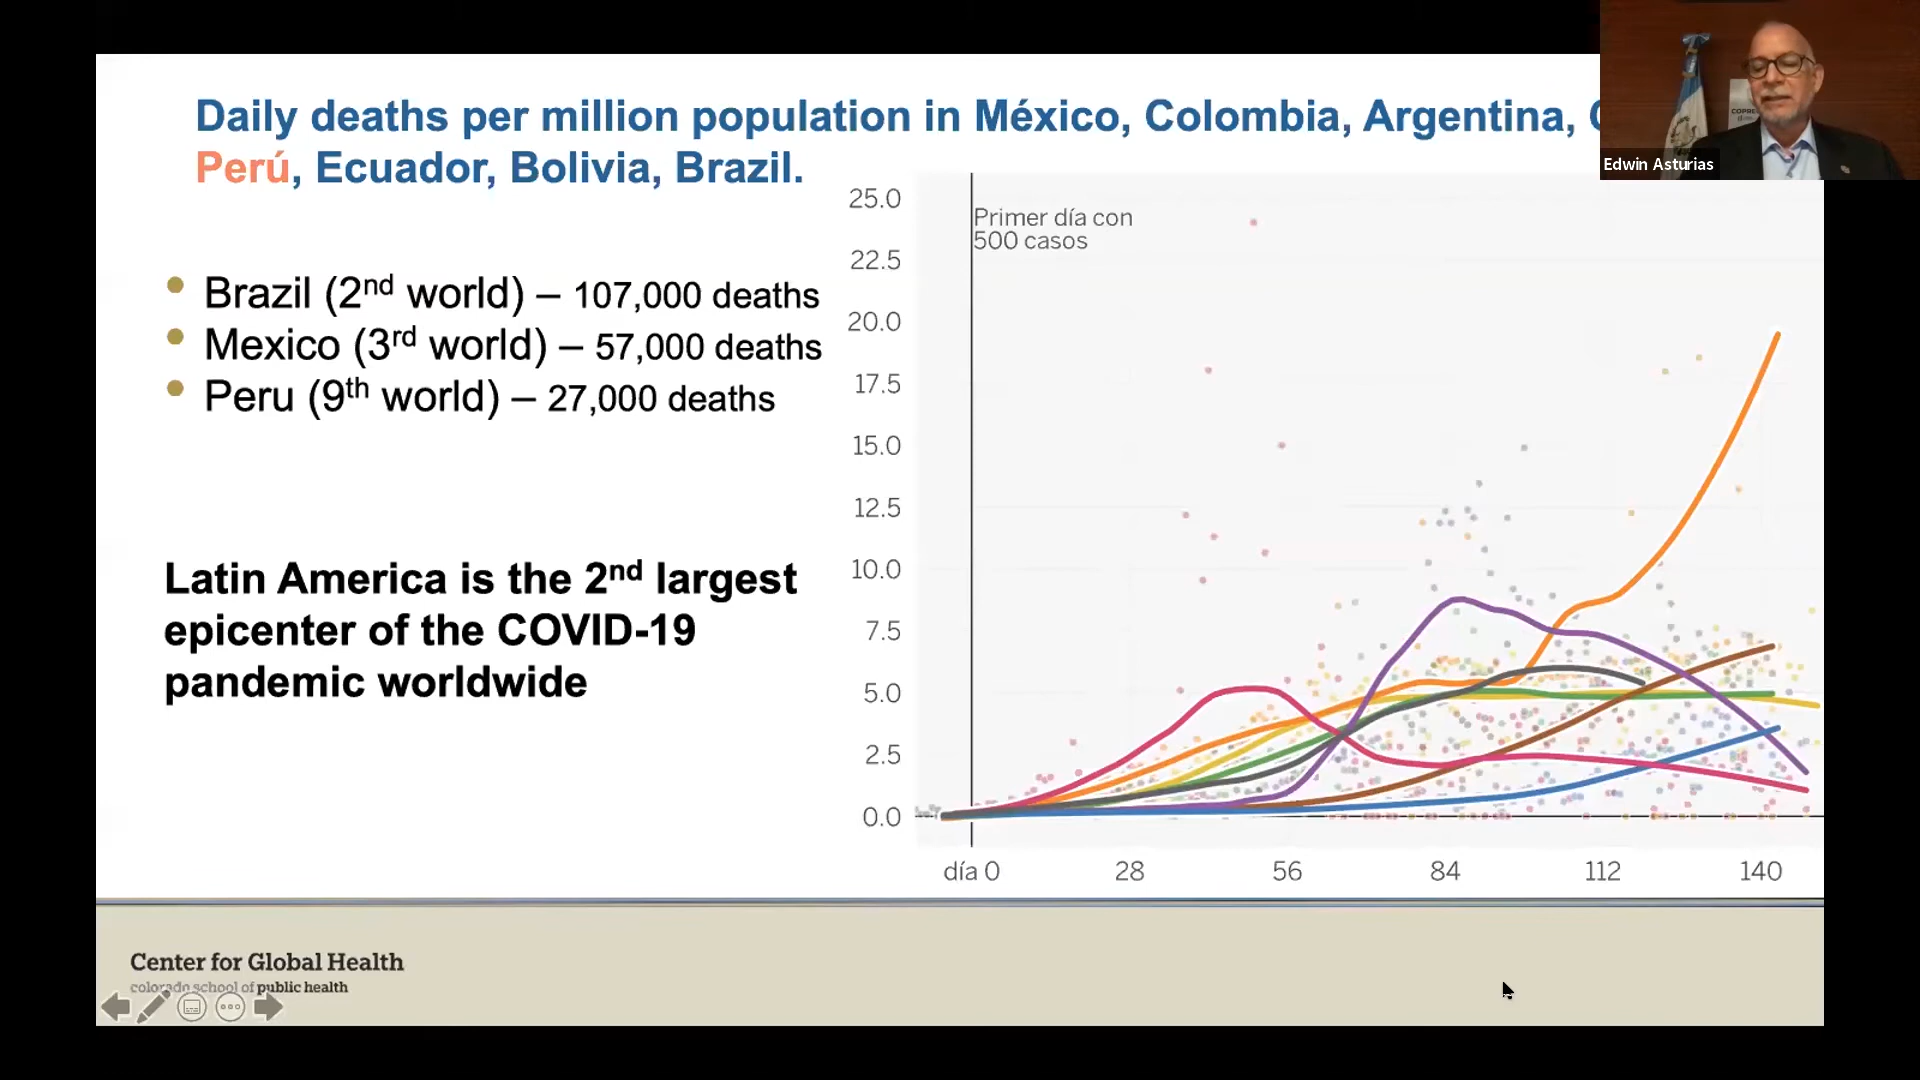 Daily deaths per million population in México, Colombia, Argentina,
Perú, Ecuador, Bolivia, Brazil.
Edwin Asturias
Brazil (2nd world) – 107,000 deaths
Mexico (3rd world) – 57,000 deaths
Peru (9th world) – 27,000 deaths
Latin America is the 2nd largest
epicenter of the COVID-19
pandemic worldwide
25.0
22.5
20.0
17.5
15.0
12.5
10.0
7.5
5.0
2.5
0.0
Primer día con
500 casos
día 0 28 56 84 112 140
Center for Global Health
colorado school of public health